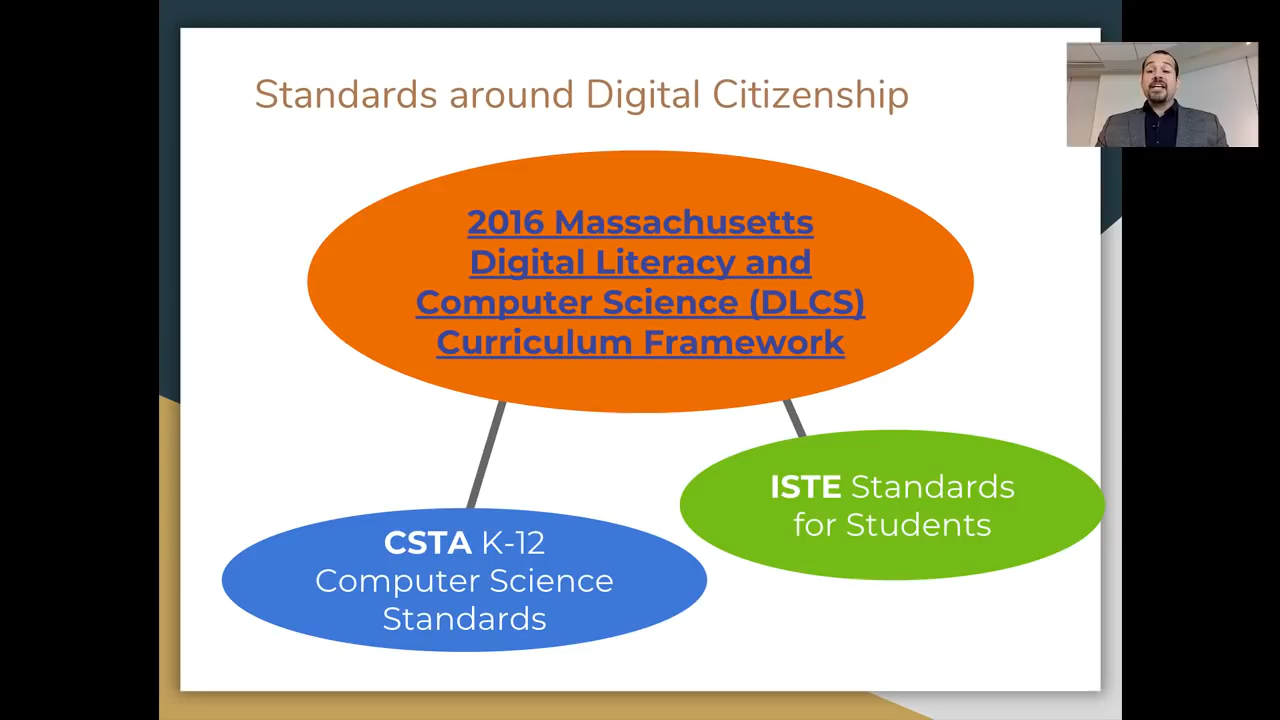 Standards around Digital Citizenship
2016 Massachusetts
Digital Literacy and
Computer Science (DLCS)
Curriculum Framework
ISTE Standards
for Students
CSTA K-12
Computer Science
Standards